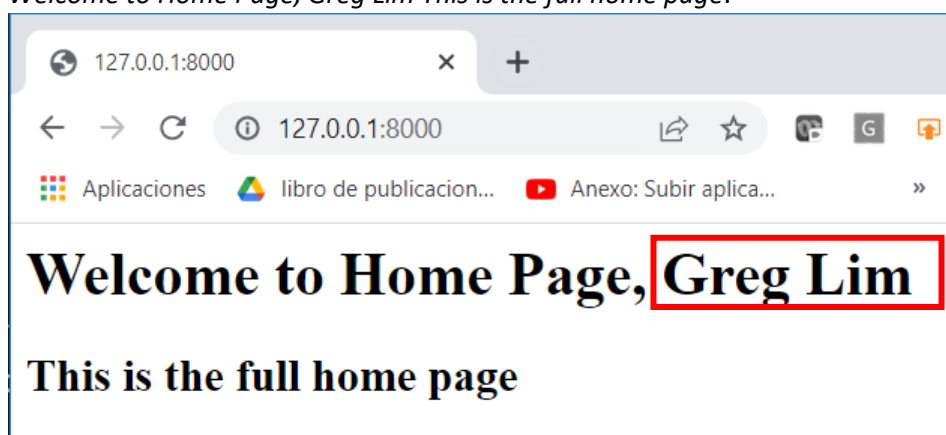 Welcome to Home Page, Greg Lim This is the full home page.
127.0.0.1:8000
127.0.0.1:8000
G
Aplicaciones libro de publicacion... Anexo: Subir aplica... »
Welcome to Home Page, Greg Lim
This is the full home page